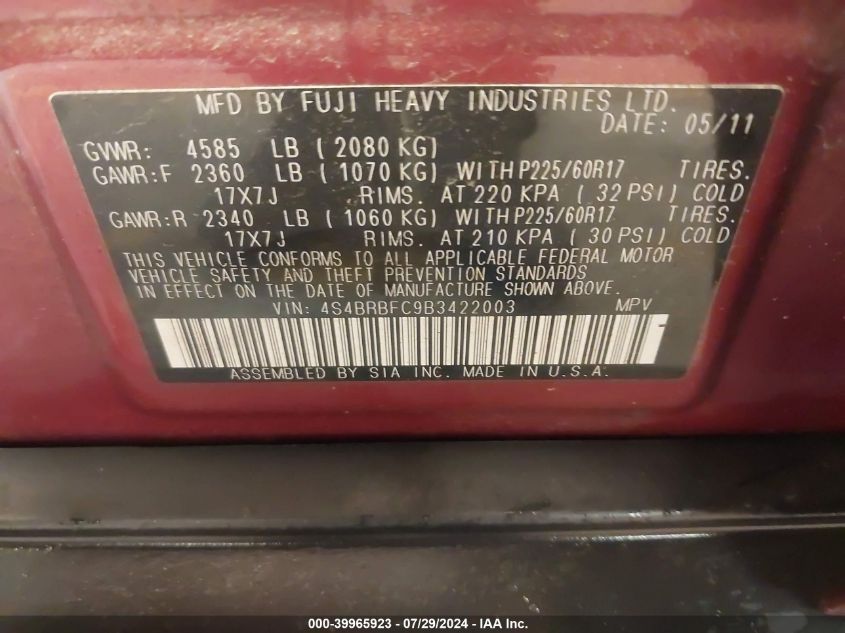 MFD BY FUJI HEAVY INDUSTRIES LTD.
DATE: 05/11
GVWR: 4585 LB ( 2080 KG)
GAWR:F 2360 LB ( 1070 KG) WITH P225/60R17 TIRES.
17X7J RIMS. AT 220 KPA ( 32 PSI) COLD
GAWR:R 2340 LB ( 1060 KG) WITH P225/60R17 TIRES.
17X7J RIMS. AT 210 KPA ( 30 PSI) COLD
THIS VEHICLE CONFORMS TO ALL APPLICABLE FEDERAL MOTOR
VEHICLE SAFETY AND THEFT PREVENTION STANDARDS
IN EFFECT ON THE DATE OF MANUFACTURE SHOWN ABOVE.
VIN: 4S4BRBFC9B3422003 MPV
ASSEMBLED BY SIA INC. MADE IN U.S.A.
000-39965923 - 07/29/2024 - IAA Inc.